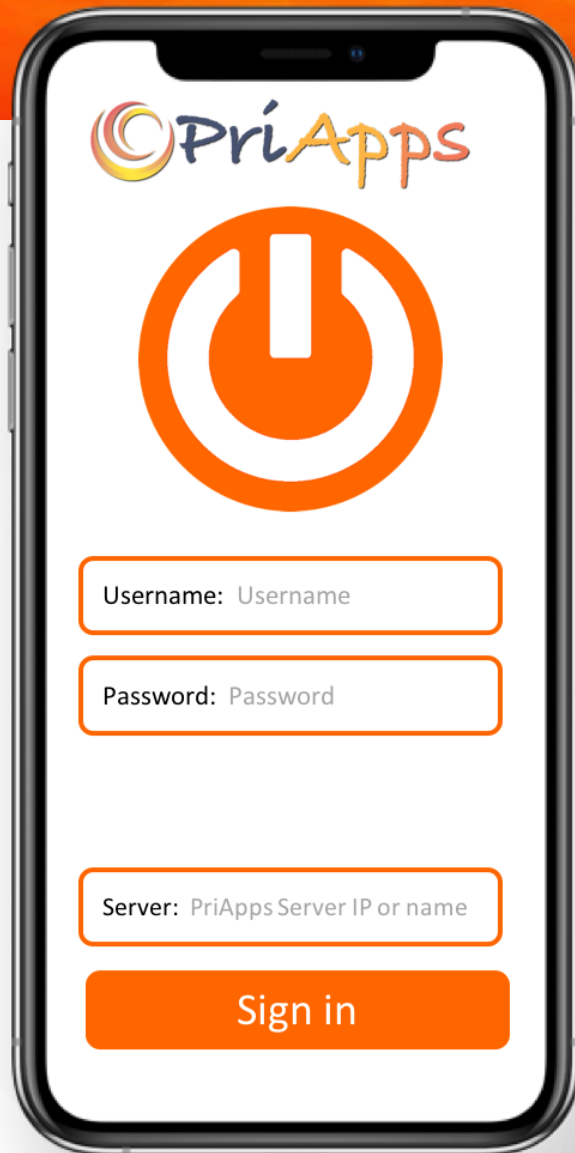 PriApps
Username: Username
Password: Password
Server: PriApps Server IP or name
Sign in